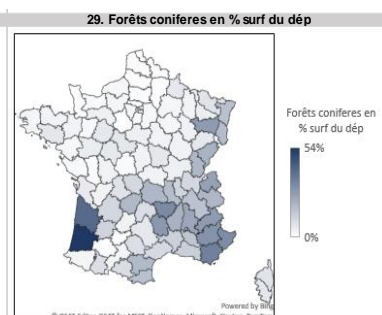 29. Forêts coniferes en % surf du dép
Forêts coniferes en
% surf du dép
54%
0%
Powered by Bing